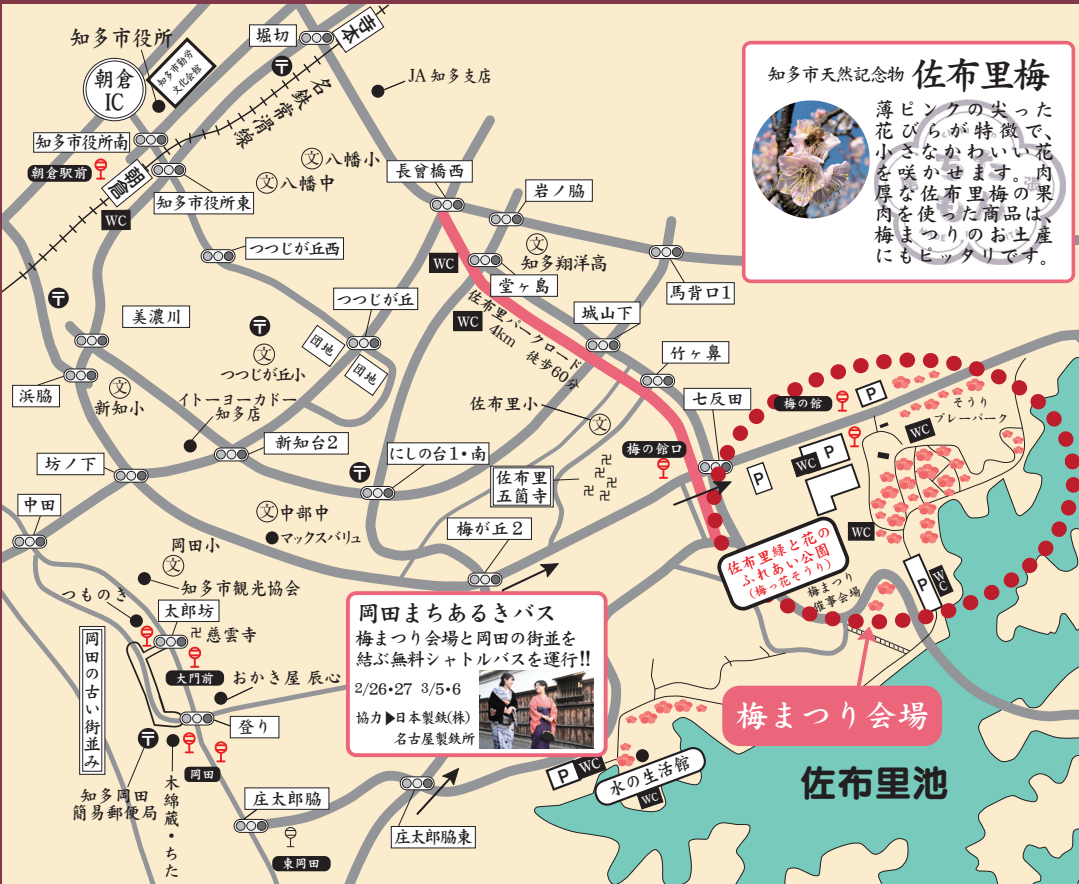 知多市役所
堀切
寺本
知多市勤労
文化会館
朝倉
IC
名鉄常滑線
JA 知多支店
知多市役所南
朝倉駅前
朝倉
文 八幡小
文 八幡中
知多市役所東
WC
つつじが丘西
長曾橋西
岩ノ脇
文
知多翔洋高
WC
堂ヶ島
馬背口1
知多市天然記念物 佐布里梅
薄ピンクの尖った
花びらが特徴で、
小さなかわいい花
を咲かせます。肉
厚な佐布里梅の果
肉を使った商品は、
梅まつりのお土産
にもピッタリです。
美濃川
つつじが丘
WC
佐布里パークロード
4km 徒歩60分
城山下
竹ヶ鼻
団地
団地
文
つつじが丘小
浜脇
文
新知小
イトーヨーカドー
知多店
佐布里小
文
七反田
梅の館
P
そうり
プレーパーク
WC
新知台2
梅の館口
坊ノ下
にしの台1・南
佐布里
五箇寺
P
WC
P
中田
文 中部中
マックスバリュ
梅が丘2
WC
佐布里緑と花の
ふれあい公園
(梅っ花そうり)
梅まつり
催事会場
P
WC
岡田小
文
知多市観光協会
つものき
太郎坊
卍 慈雲寺
大門前
岡田の古い街並み
おかき屋 辰心
登り
岡田
知多岡田
簡易郵便局
木綿蔵・ちた
庄太郎脇
東岡田
庄太郎脇東
岡田まちあるきバス
梅まつり会場と岡田の街並を
結ぶ無料シャトルバスを運行!!
2/26・27 3/5・6
協力▶日本製鉄(株)
名古屋製鉄所
梅まつり会場
P WC
水の生活館
WC
佐布里池